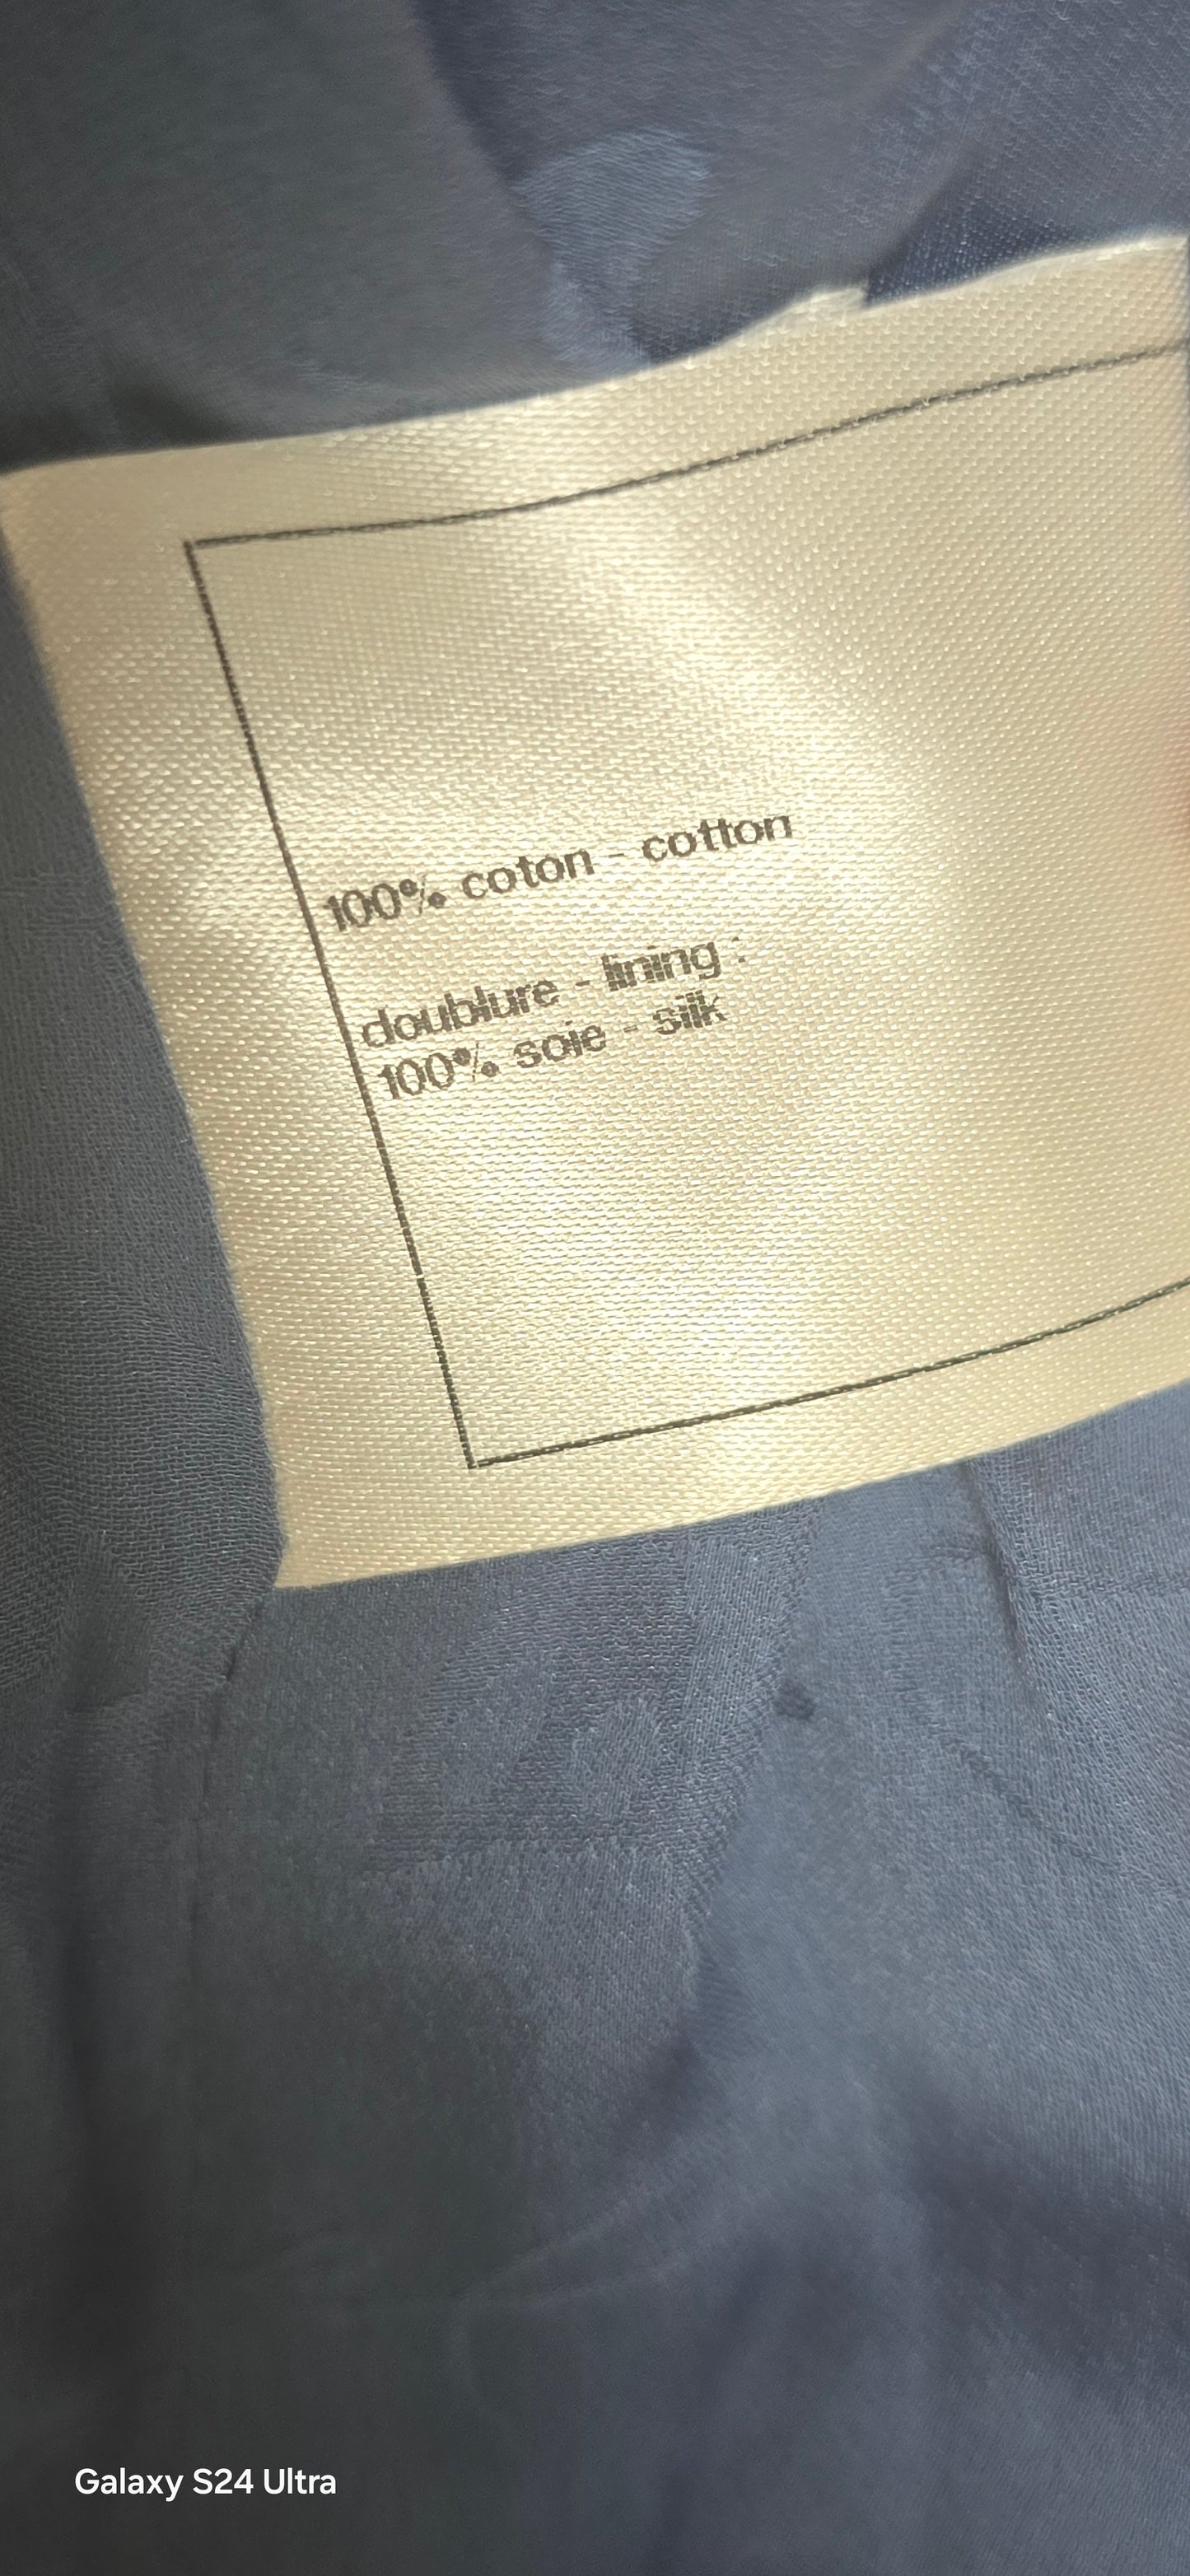 100% coton - cotton
doublure - lining :
100% soie - silk
Galaxy S24 Ultra